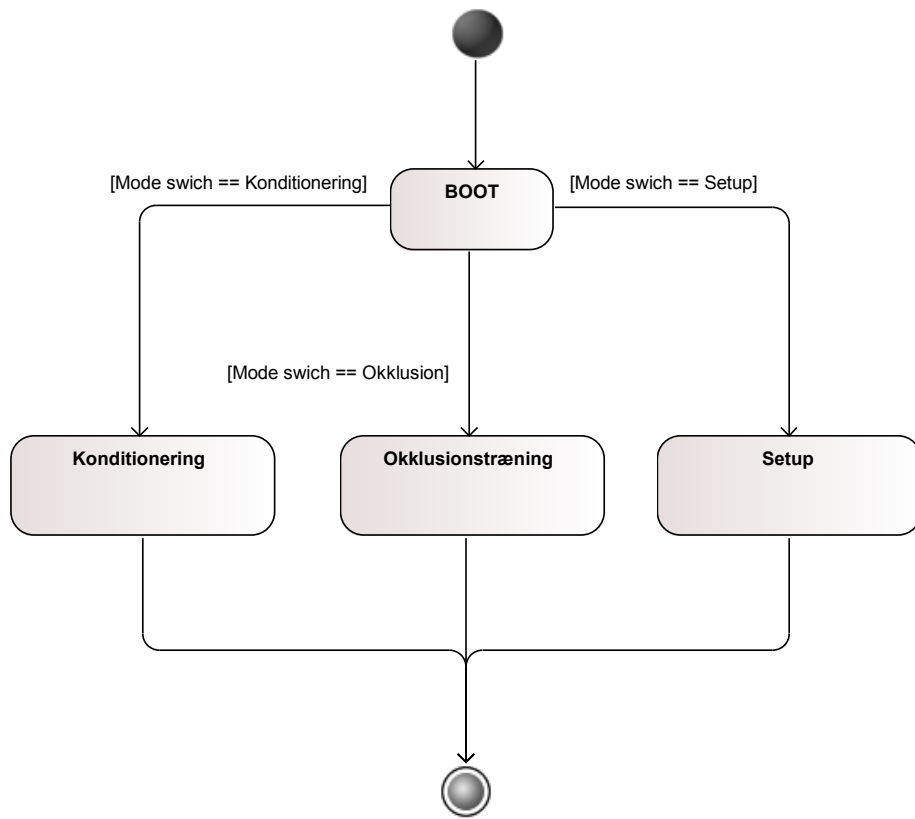 [Mode swich == Konditionering]
BOOT
[Mode swich == Setup]
[Mode swich == Okklusion]
Konditionering
Okklusionstræning
Setup